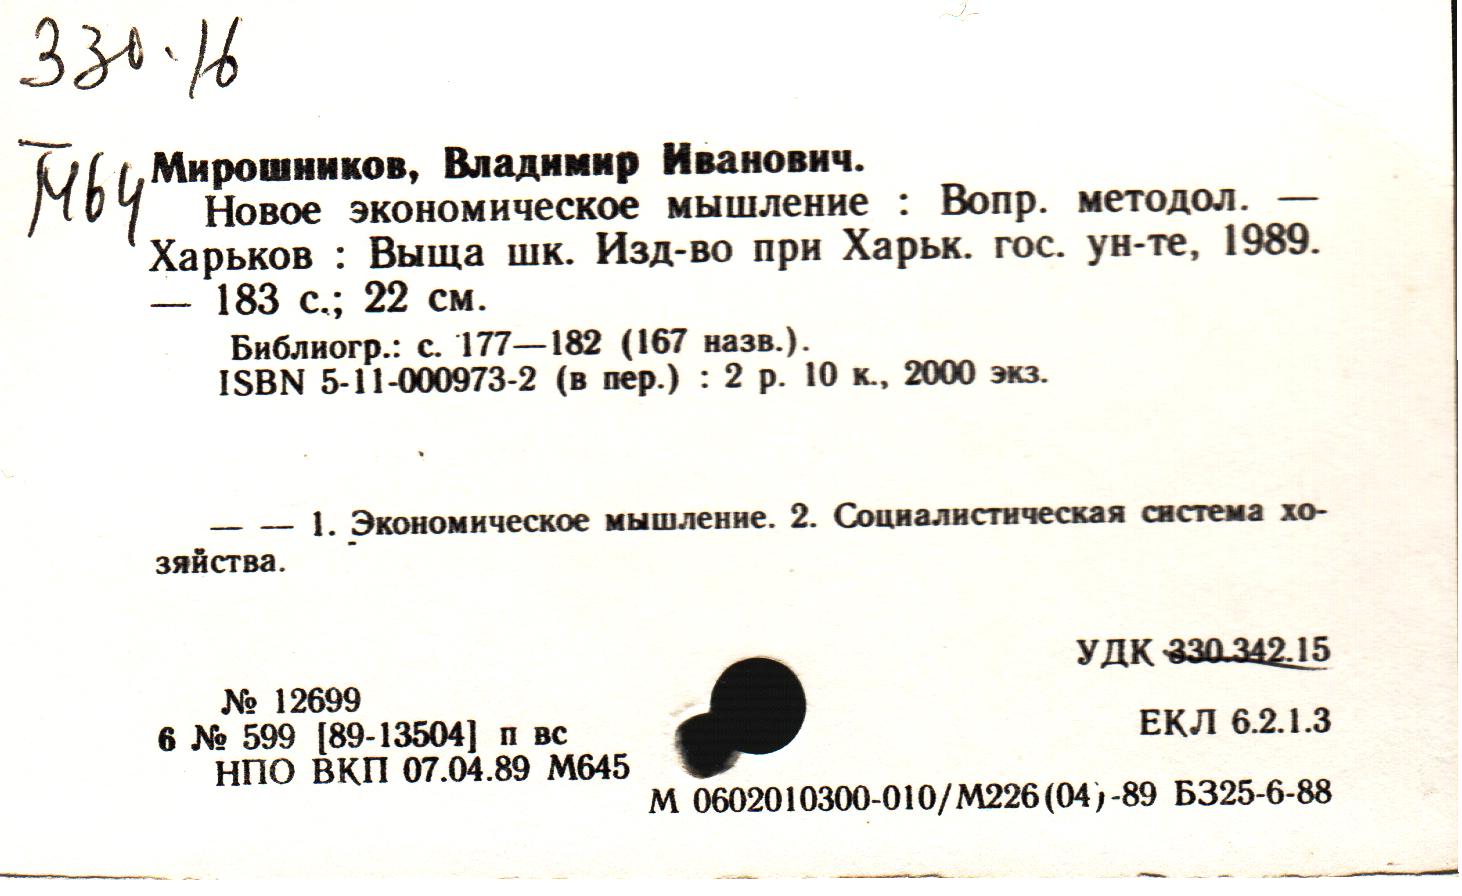 330.16
М64
Мирошников, Владимир Иванович.
Новое экономическое мышление : Вопр. методол. —
Харьков : Выща шк. Изд-во при Харьк. гос. ун-те, 1989.
— 183 с.; 22 см.
Библиогр.: с. 177—182 (167 назв.).
ISBN 5-11-000973-2 (в пер.) : 2 р. 10 к., 2000 экз.
— — 1. Экономическое мышление. 2. Социалистическая система хо-
зяйства.
УДК 330.342.15
№ 12699
ЕКЛ 6.2.1.3
6 № 599 [89-13504] п вс
НПО ВКП 07.04.89 М645
М 0602010300-010/М226(04)-89 БЗ25-6-88